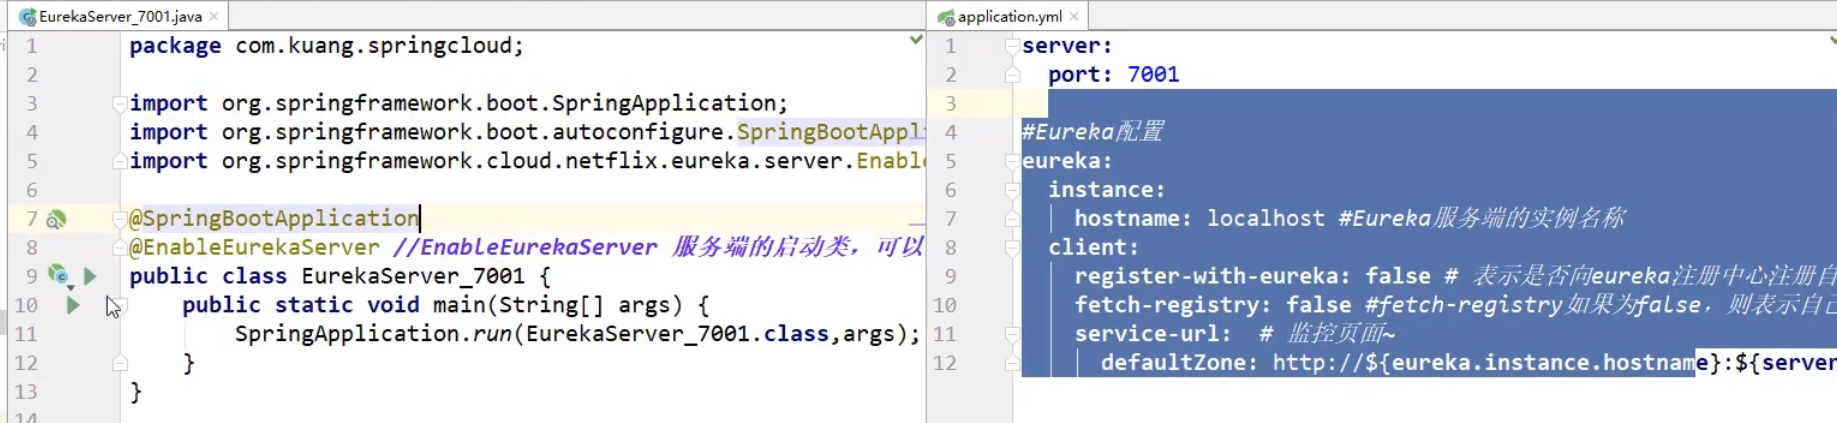 EurekaServer_7001.java
1 package com.kuang.springcloud;
2
3 import org.springframework.boot.SpringApplication;
4 import org.springframework.boot.autoconfigure.SpringBootAppl
5 import org.springframework.cloud.netflix.eureka.server.Enabl
6
7 @SpringBootApplication
8 @EnableEurekaServer //EnableEurekaServer 服务端的启动类，可以
9 public class EurekaServer_7001 {
10 public static void main(String[] args) {
11 SpringApplication.run(EurekaServer_7001.class,args);
12 }
13 }
14
application.yml
1 server:
2 port: 7001
3
4 #Eureka配置
5 eureka:
6 instance:
7 hostname: localhost #Eureka服务端的实例名称
8 client:
9 register-with-eureka: false # 表示是否向eureka注册中心注册自
10 fetch-registry: false #fetch-registry如果为false，则表示自己
11 service-url: # 监控页面~
12 defaultZone: http://${eureka.instance.hostname}:${server